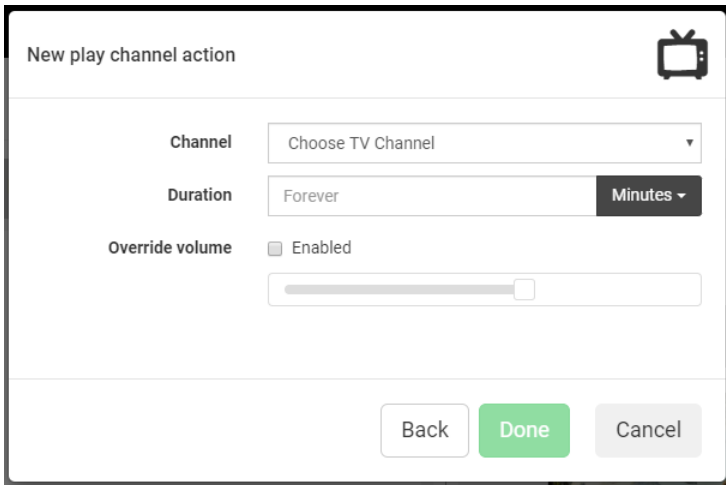 New play channel action
Channel Choose TV Channel
Duration Forever Minutes
Override volume Enabled
Back Done Cancel